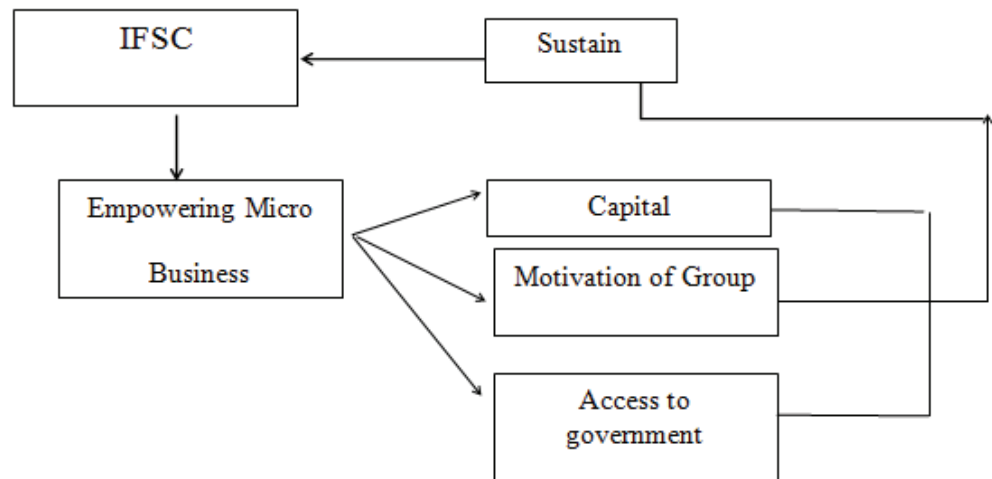 IFSC
Sustain
Empowering Micro
Business
Capital
Motivation of Group
Access to
government